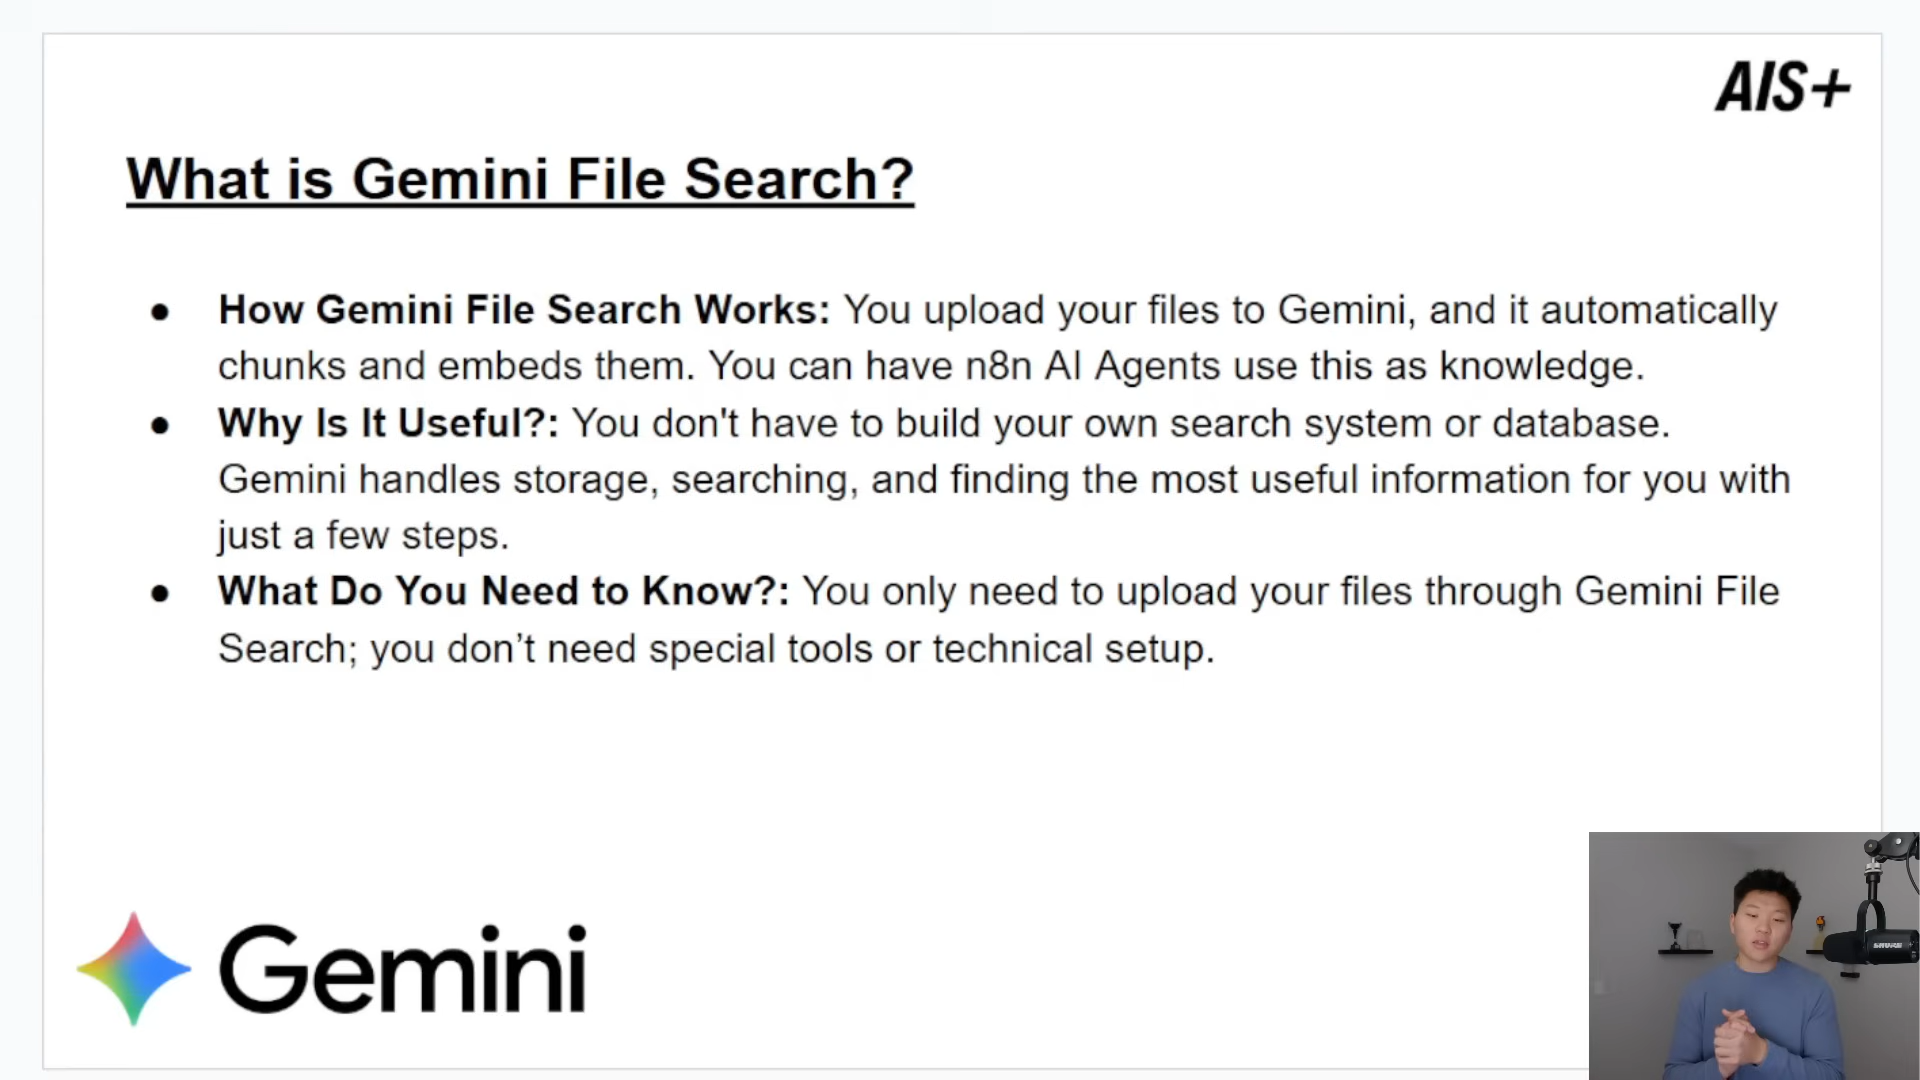 AIS+
What is Gemini File Search?
● How Gemini File Search Works: You upload your files to Gemini, and it automatically
chunks and embeds them. You can have n8n AI Agents use this as knowledge.
● Why Is It Useful?: You don't have to build your own search system or database.
Gemini handles storage, searching, and finding the most useful information for you with
just a few steps.
● What Do You Need to Know?: You only need to upload your files through Gemini File
Search; you don’t need special tools or technical setup.
Gemini
SHURE